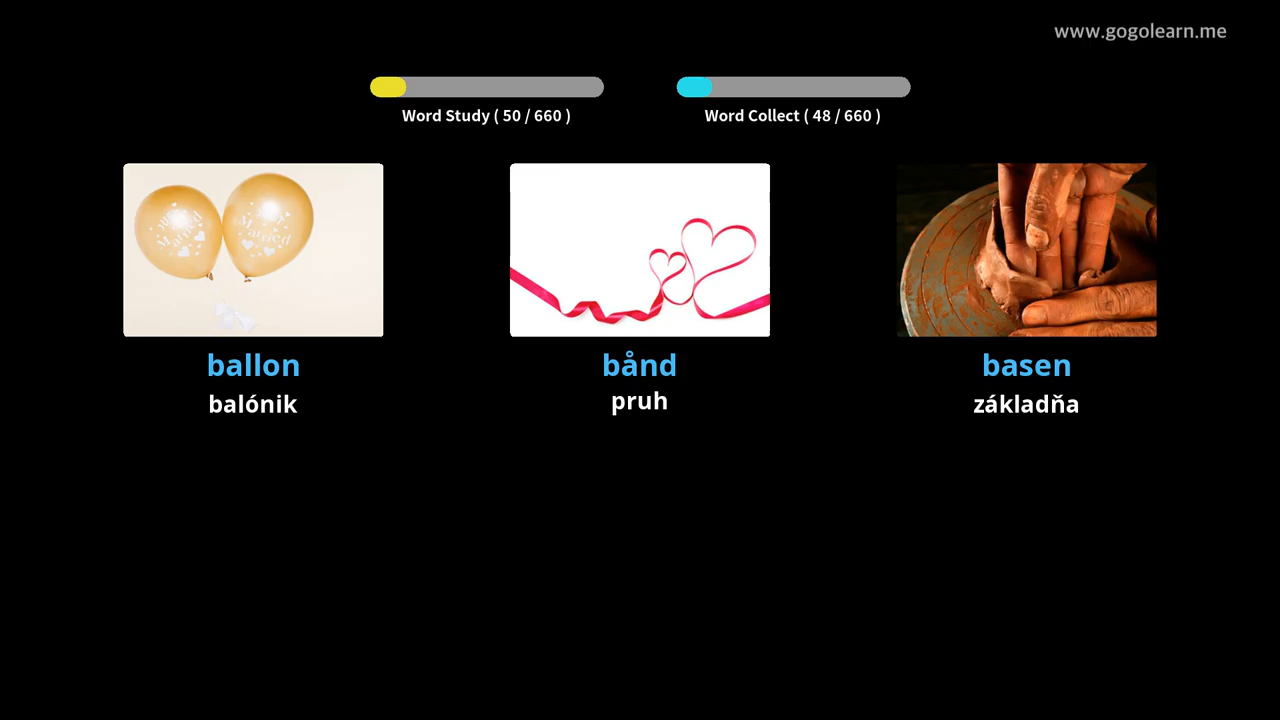 www.gogolearn.me
Word Study ( 50 / 660 )
Word Collect ( 48 / 660 )
ballon
bånd
basen
balónik
pruh
základňa